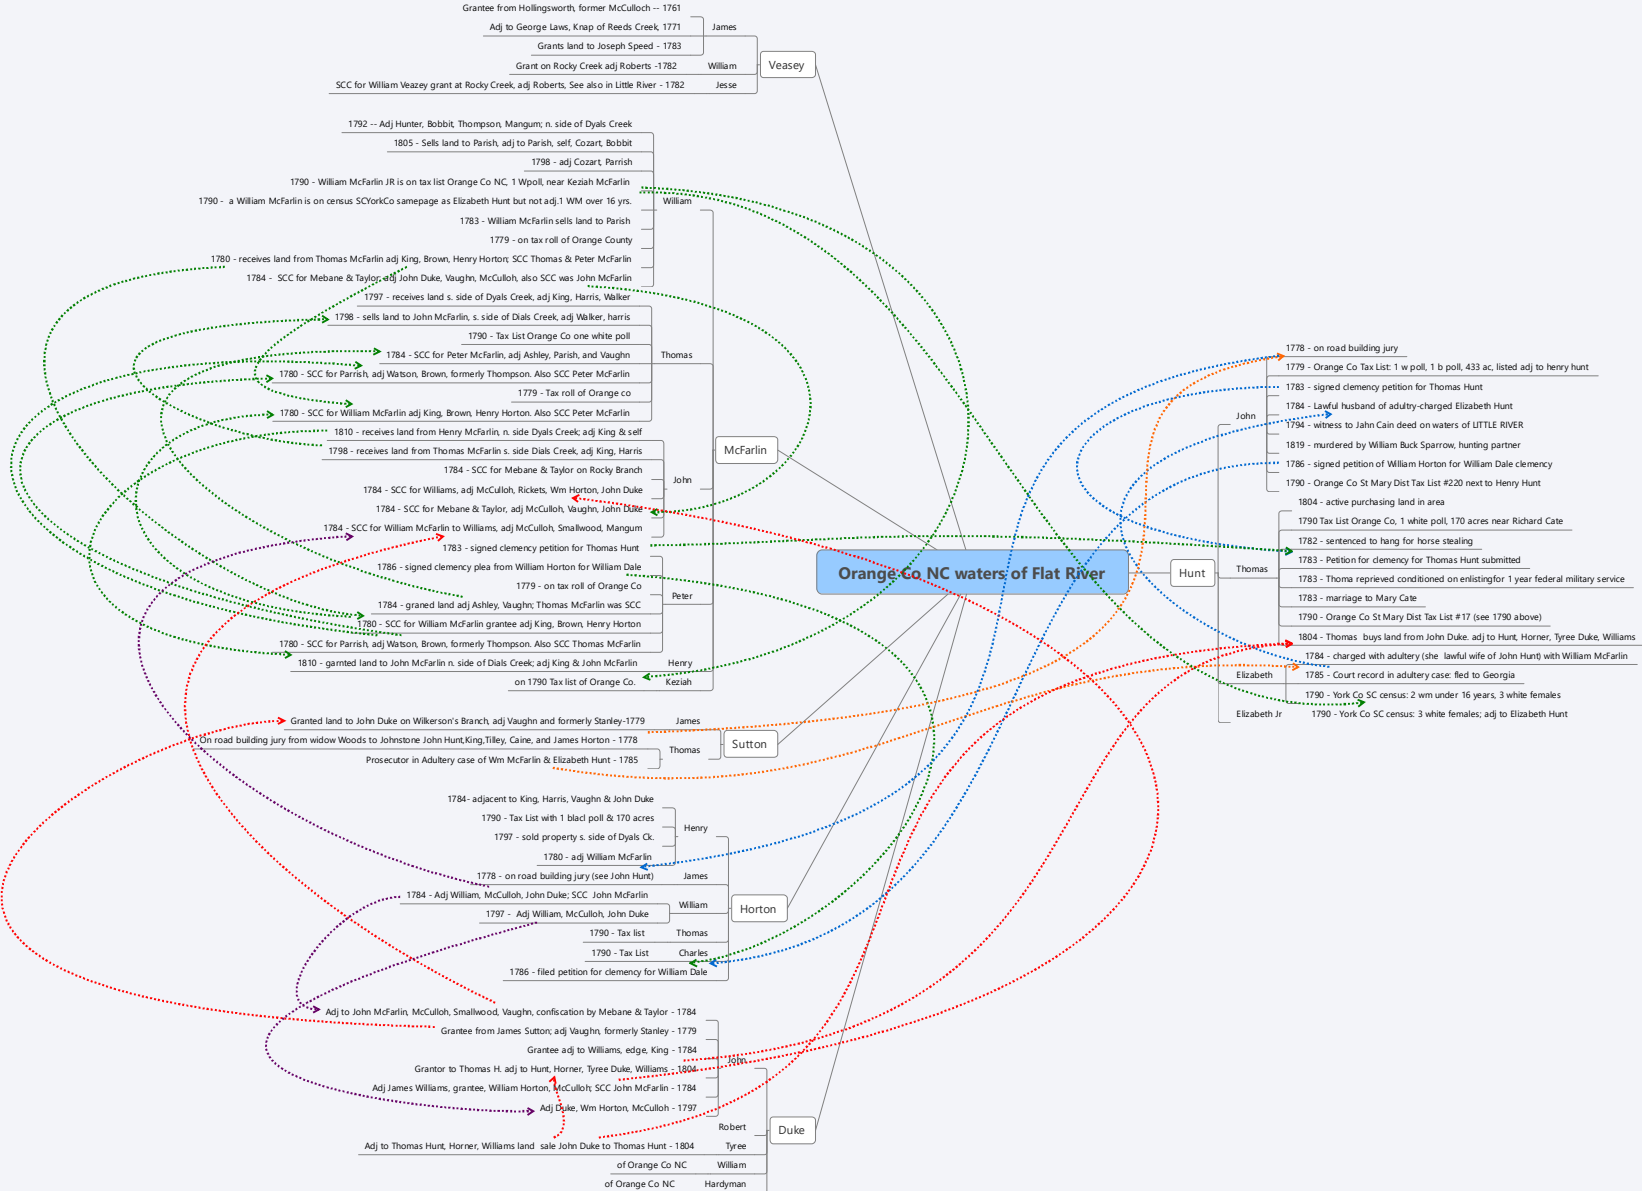 Grantee from Hollingsworth, former McCulloch -- 1761
Adj to George Laws, Knap of Reeds Creek, 1771
James
Grants land to Joseph Speed - 1783
Grant on Rocky Creek adj Roberts -1782
William
Veasey
SCC for William Veazey grant at Rocky Creek, adj Roberts, See also in Little River - 1782
Jesse
1792 -- Adj Hunter, Bobbit, Thompson, Mangum; n. side of Dyals Creek
1805 - Sells land to Parish, adj to Parish, self, Cozart, Bobbit
1798 - adj Cozart, Parrish
1790 - William McFarlin JR is on tax list Orange Co NC, 1 Wpoll, near Keziah McFarlin
1790 - a William McFarlin is on census SCYorkCo samepage as Elizabeth Hunt but not adj.1 WM over 16 yrs.
William
1783 - William McFarlin sells land to Parish
1779 - on tax roll of Orange County
1780 - receives land from Thomas McFarlin adj King, Brown, Henry Horton; SCC Thomas & Peter McFarlin
1784 - SCC for Mebane & Taylor; adj John Duke, Vaughn, McCulloh, also SCC was John McFarlin
1797 - receives land s. side of Dyals Creek, adj King, Harris, Walker
1798 - sells land to John McFarlin, s. side of Dials Creek, adj Walker, harris
1790 - Tax List Orange Co one white poll
1784 - SCC for Peter McFarlin, adj Ashley, Parish, and Vaughn
Thomas
1780 - SCC for Parrish, adj Watson, Brown, formerly Thompson. Also SCC Peter McFarlin
1779 - Tax roll of Orange co
1780 - SCC for William McFarlin adj King, Brown, Henry Horton. Also SCC Peter McFarlin
1810 - receives land from Henry McFarlin, n. side Dyals Creek; adj King & self
1798 - receives land from Thomas McFarlin s. side Dials Creek, adj King, Harris
McFarlin
1784 - SCC for Mebane & Taylor on Rocky Branch
John
1784 - SCC for Williams, adj McCulloh, Rickets, Wm Horton, John Duke
1784 - SCC for Mebane & Taylor, adj McCulloh, Vaughn, John Duke
1784 - SCC for William McFarlin to Williams, adj McCulloh, Smallwood, Mangum
1783 - signed clemency petition for Thomas Hunt
1786 - signed clemency plea from William Horton for William Dale
1779 - on tax roll of Orange Co
Peter
1784 - graned land adj Ashley, Vaughn; Thomas McFarlin was SCC
1780 - SCC for William McFarlin grantee adj King, Brown, Henry Horton
1780 - SCC for Parrish, adj Watson, Brown, formerly Thompson. Also SCC Thomas McFarlin
1810 - garnted land to John McFarlin n. side of Dials Creek; adj King & John McFarlin
Henry
on 1790 Tax list of Orange Co.
Keziah
Granted land to John Duke on Wilkerson's Branch, adj Vaughn and formerly Stanley-1779
James
On road building jury from widow Woods to Johnstone John Hunt,King,Tilley, Caine, and James Horton - 1778
Thomas
Sutton
Prosecutor in Adultery case of Wm McFarlin & Elizabeth Hunt - 1785
1784- adjacent to King, Harris, Vaughn & John Duke
1790 - Tax List with 1 blacl poll & 170 acres
Henry
1797 - sold property s. side of Dyals Ck.
1780 - adj William McFarlin
1778 - on road building jury (see John Hunt)
James
1784 - Adj William, McCulloh, John Duke; SCC John McFarlin
William
Horton
1797 - Adj William, McCulloh, John Duke
1790 - Tax list
Thomas
1790 - Tax List
Charles
1786 - filed petition for clemency for William Dale
Adj to John McFarlin, McCulloh, Smallwood, Vaughn, confiscation by Mebane & Taylor - 1784
Grantee from James Sutton; adj Vaughn, formerly Stanley - 1779
Grantee adj to Williams, edge, King - 1784
John
Grantor to Thomas H. adj to Hunt, Horner, Tyree Duke, Williams - 1804
Adj James Williams, grantee, William Horton, McCulloh; SCC John McFarlin - 1784
Adj Duke, Wm Horton, McCulloh - 1797
Robert
Duke
Adj to Thomas Hunt, Horner, Williams land sale John Duke to Thomas Hunt - 1804
Tyree
of Orange Co NC
William
of Orange Co NC
Hardyman
Orange Co NC waters of Flat River
Hunt
1778 - on road building jury
1779 - Orange Co Tax List: 1 w poll, 1 b poll, 433 ac, listed adj to henry hunt
1783 - signed clemency petition for Thomas Hunt
1784 - Lawful husband of adultry-charged Elizabeth Hunt
John
1794 - witness to Jahn Cain deed on waters of LITTLE RIVER
1819 - murdered by William Buck Sparrow, hunting partner
1786 - signed petition of William Horton for William Dale clemency
1790 - Orange Co St Mary Dist Tax List #220 next to Henry Hunt
1804 - active purchasing land in area
1790 Tax List Orange Co, 1 white poll, 170 acres near Richard Cate
1782 - sentenced to hang for horse stealing
1783 - Petition for clemency for Thomas Hunt submitted
Thomas
1783 - Thoma reprieved conditioned on enlistingfor 1 year federal military service
1783 - marriage to Mary Cate
1790 - Orange Co St Mary Dist Tax List #17 (see 1790 above)
1804 - Thomas buys land from John Duke. adj to Hunt, Horner, Tyree Duke, Williams
1784 - charged with adultery (she lawful wife of John Hunt) with William McFarlin
Elizabeth
1785 - Court record in adultery case: fled to Georgia
1790 - York Co SC census: 2 wm under 16 years, 3 white females
Elizabeth Jr
1790 - York Co SC census: 3 white females; adj to Elizabeth Hunt